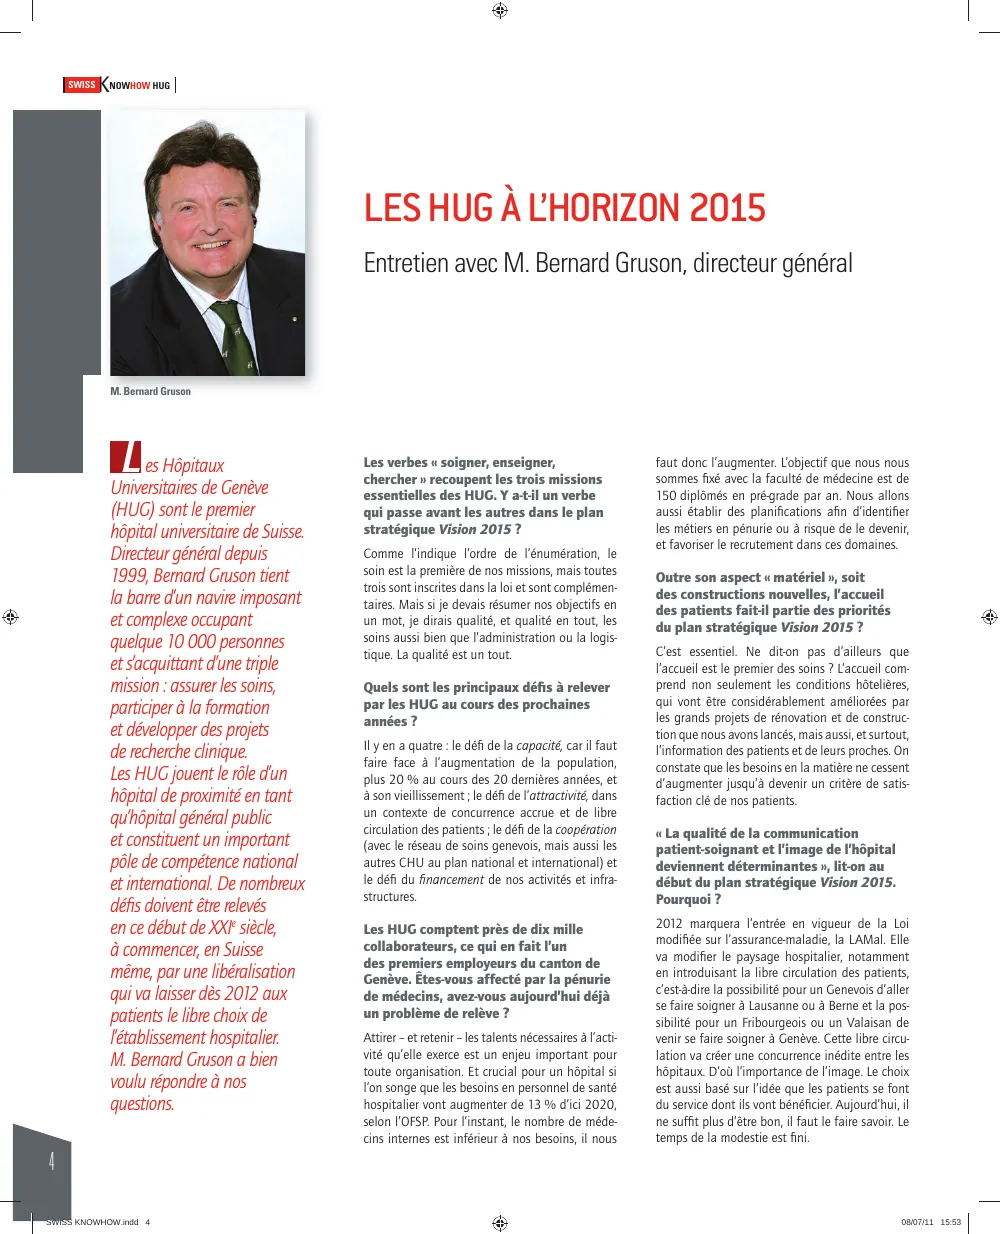 SWISS KNOWHOW HUG
LES HUG À L’HORIZON 2015
Entretien avec M. Bernard Gruson, directeur général
M. Bernard Gruson
Les Hôpitaux
Universitaires de Genève
(HUG) sont le premier
hôpital universitaire de Suisse.
Directeur général depuis
1999, Bernard Gruson tient
la barre d’un navire imposant
et complexe occupant
quelque 10 000 personnes
et s’acquittant d’une triple
mission : assurer les soins,
participer à la formation
et développer des projets
de recherche clinique.
Les HUG jouent le rôle d’un
hôpital de proximité en tant
qu’hôpital général public
et constituent un important
pôle de compétence national
et international. De nombreux
défis doivent être relevés
en ce début de XXIe siècle,
à commencer, en Suisse
même, par une libéralisation
qui va laisser dès 2012 aux
patients le libre choix de
l’établissement hospitalier.
M. Bernard Gruson a bien
voulu répondre à nos
questions.
Les verbes « soigner, enseigner,
chercher » recoupent les trois missions
essentielles des HUG. Y a-t-il un verbe
qui passe avant les autres dans le plan
stratégique Vision 2015 ?
Comme l’indique l’ordre de l’énumération, le
soin est la première de nos missions, mais toutes
trois sont inscrites dans la loi et sont complémen-
taires. Mais si je devais résumer nos objectifs en
un mot, je dirais qualité, et qualité en tout, les
soins aussi bien que l’administration ou la logis-
tique. La qualité est un tout.
Quels sont les principaux défis à relever
par les HUG au cours des prochaines
années ?
Il y en a quatre : le défi de la capacité, car il faut
faire face à l’augmentation de la population,
plus 20 % au cours des 20 dernières années, et
à son vieillissement ; le défi de l’attractivité, dans
un contexte de concurrence accrue et de libre
circulation des patients ; le défi de la coopération
(avec le réseau de soins genevois, mais aussi les
autres CHU au plan national et international) et
le défi du financement de nos activités et infra-
structures.
Les HUG comptent près de dix mille
collaborateurs, ce qui en fait l’un
des premiers employeurs du canton de
Genève. Êtes-vous affecté par la pénurie
de médecins, avez-vous aujourd’hui déjà
un problème de relève ?
Attirer – et retenir – les talents nécessaires à l’acti-
vité qu’elle exerce est un enjeu important pour
toute organisation. Et crucial pour un hôpital si
l’on songe que les besoins en personnel de santé
hospitalier vont augmenter de 13 % d’ici 2020,
selon l’OFSP. Pour l’instant, le nombre de méde-
cins internes est inférieur à nos besoins, il nous
faut donc l’augmenter. L’objectif que nous nous
sommes fixé avec la faculté de médecine est de
150 diplômés en pré-grade par an. Nous allons
aussi établir des planifications afin d’identifier
les métiers en pénurie ou à risque de le devenir,
et favoriser le recrutement dans ces domaines.
Outre son aspect « matériel », soit
des constructions nouvelles, l’accueil
des patients fait-il partie des priorités
du plan stratégique Vision 2015 ?
C’est essentiel. Ne dit-on pas d’ailleurs que
l’accueil est le premier des soins ? L’accueil com-
prend non seulement les conditions hôtelières,
qui vont être considérablement améliorées par
les grands projets de rénovation et de construc-
tion que nous avons lancés, mais aussi, et surtout,
l’information des patients et de leurs proches. On
constate que les besoins en la matière ne cessent
d’augmenter jusqu’à devenir un critère de satis-
faction clé de nos patients.
« La qualité de la communication
patient-soignant et l’image de l’hôpital
deviennent déterminantes », lit-on au
début du plan stratégique Vision 2015.
Pourquoi ?
2012 marquera l’entrée en vigueur de la Loi
modifiée sur l’assurance-maladie, la LAMal. Elle
va modifier le paysage hospitalier, notamment
en introduisant la libre circulation des patients,
c’est-à-dire la possibilité pour un Genevois d’aller
se faire soigner à Lausanne ou à Berne et la pos-
sibilité pour un Fribourgeois ou un Valaisan de
venir se faire soigner à Genève. Cette libre circu-
lation va créer une concurrence inédite entre les
hôpitaux. D’où l’importance de l’image. Le choix
est aussi basé sur l’idée que les patients se font
du service dont ils vont bénéficier. Aujourd’hui, il
ne suffit plus d’être bon, il faut le faire savoir. Le
temps de la modestie est fini.
4
SWISS KNOWHOW.indd 4
08/07/11 15:53